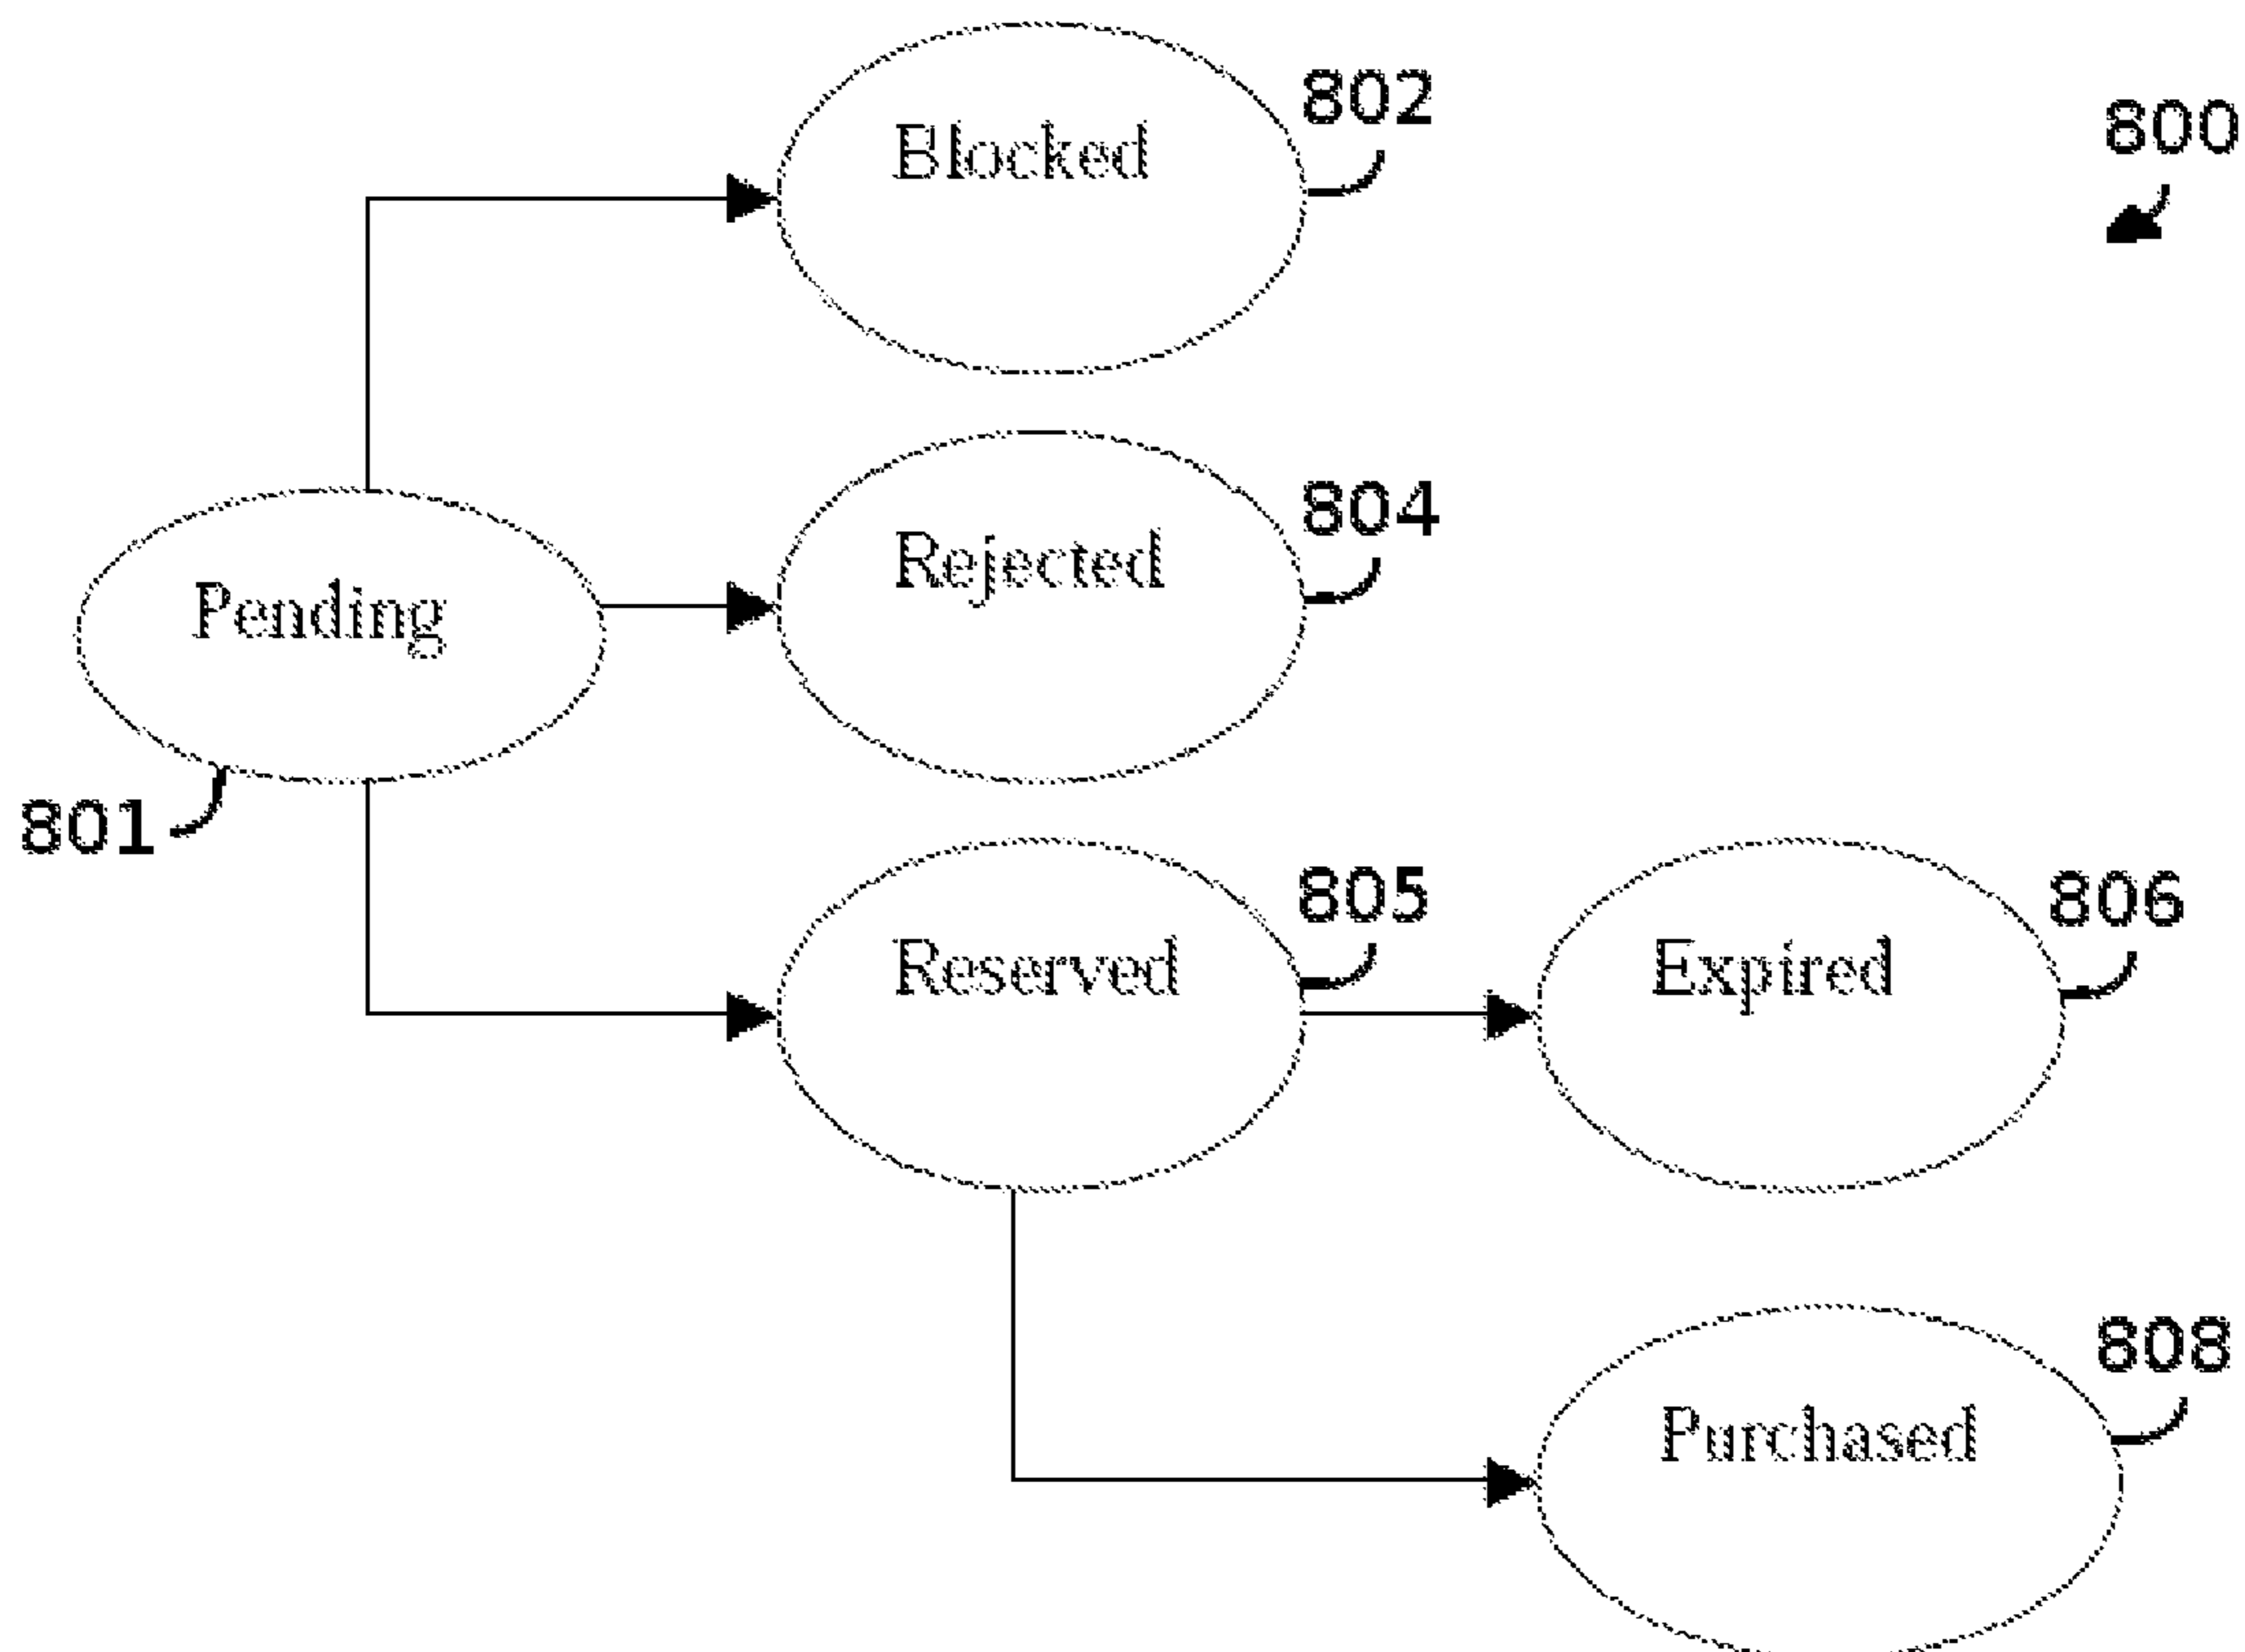 802
Blocked
800
804
Rejected
Pending
801
805
Reserved
806
Expired
808
Purchased